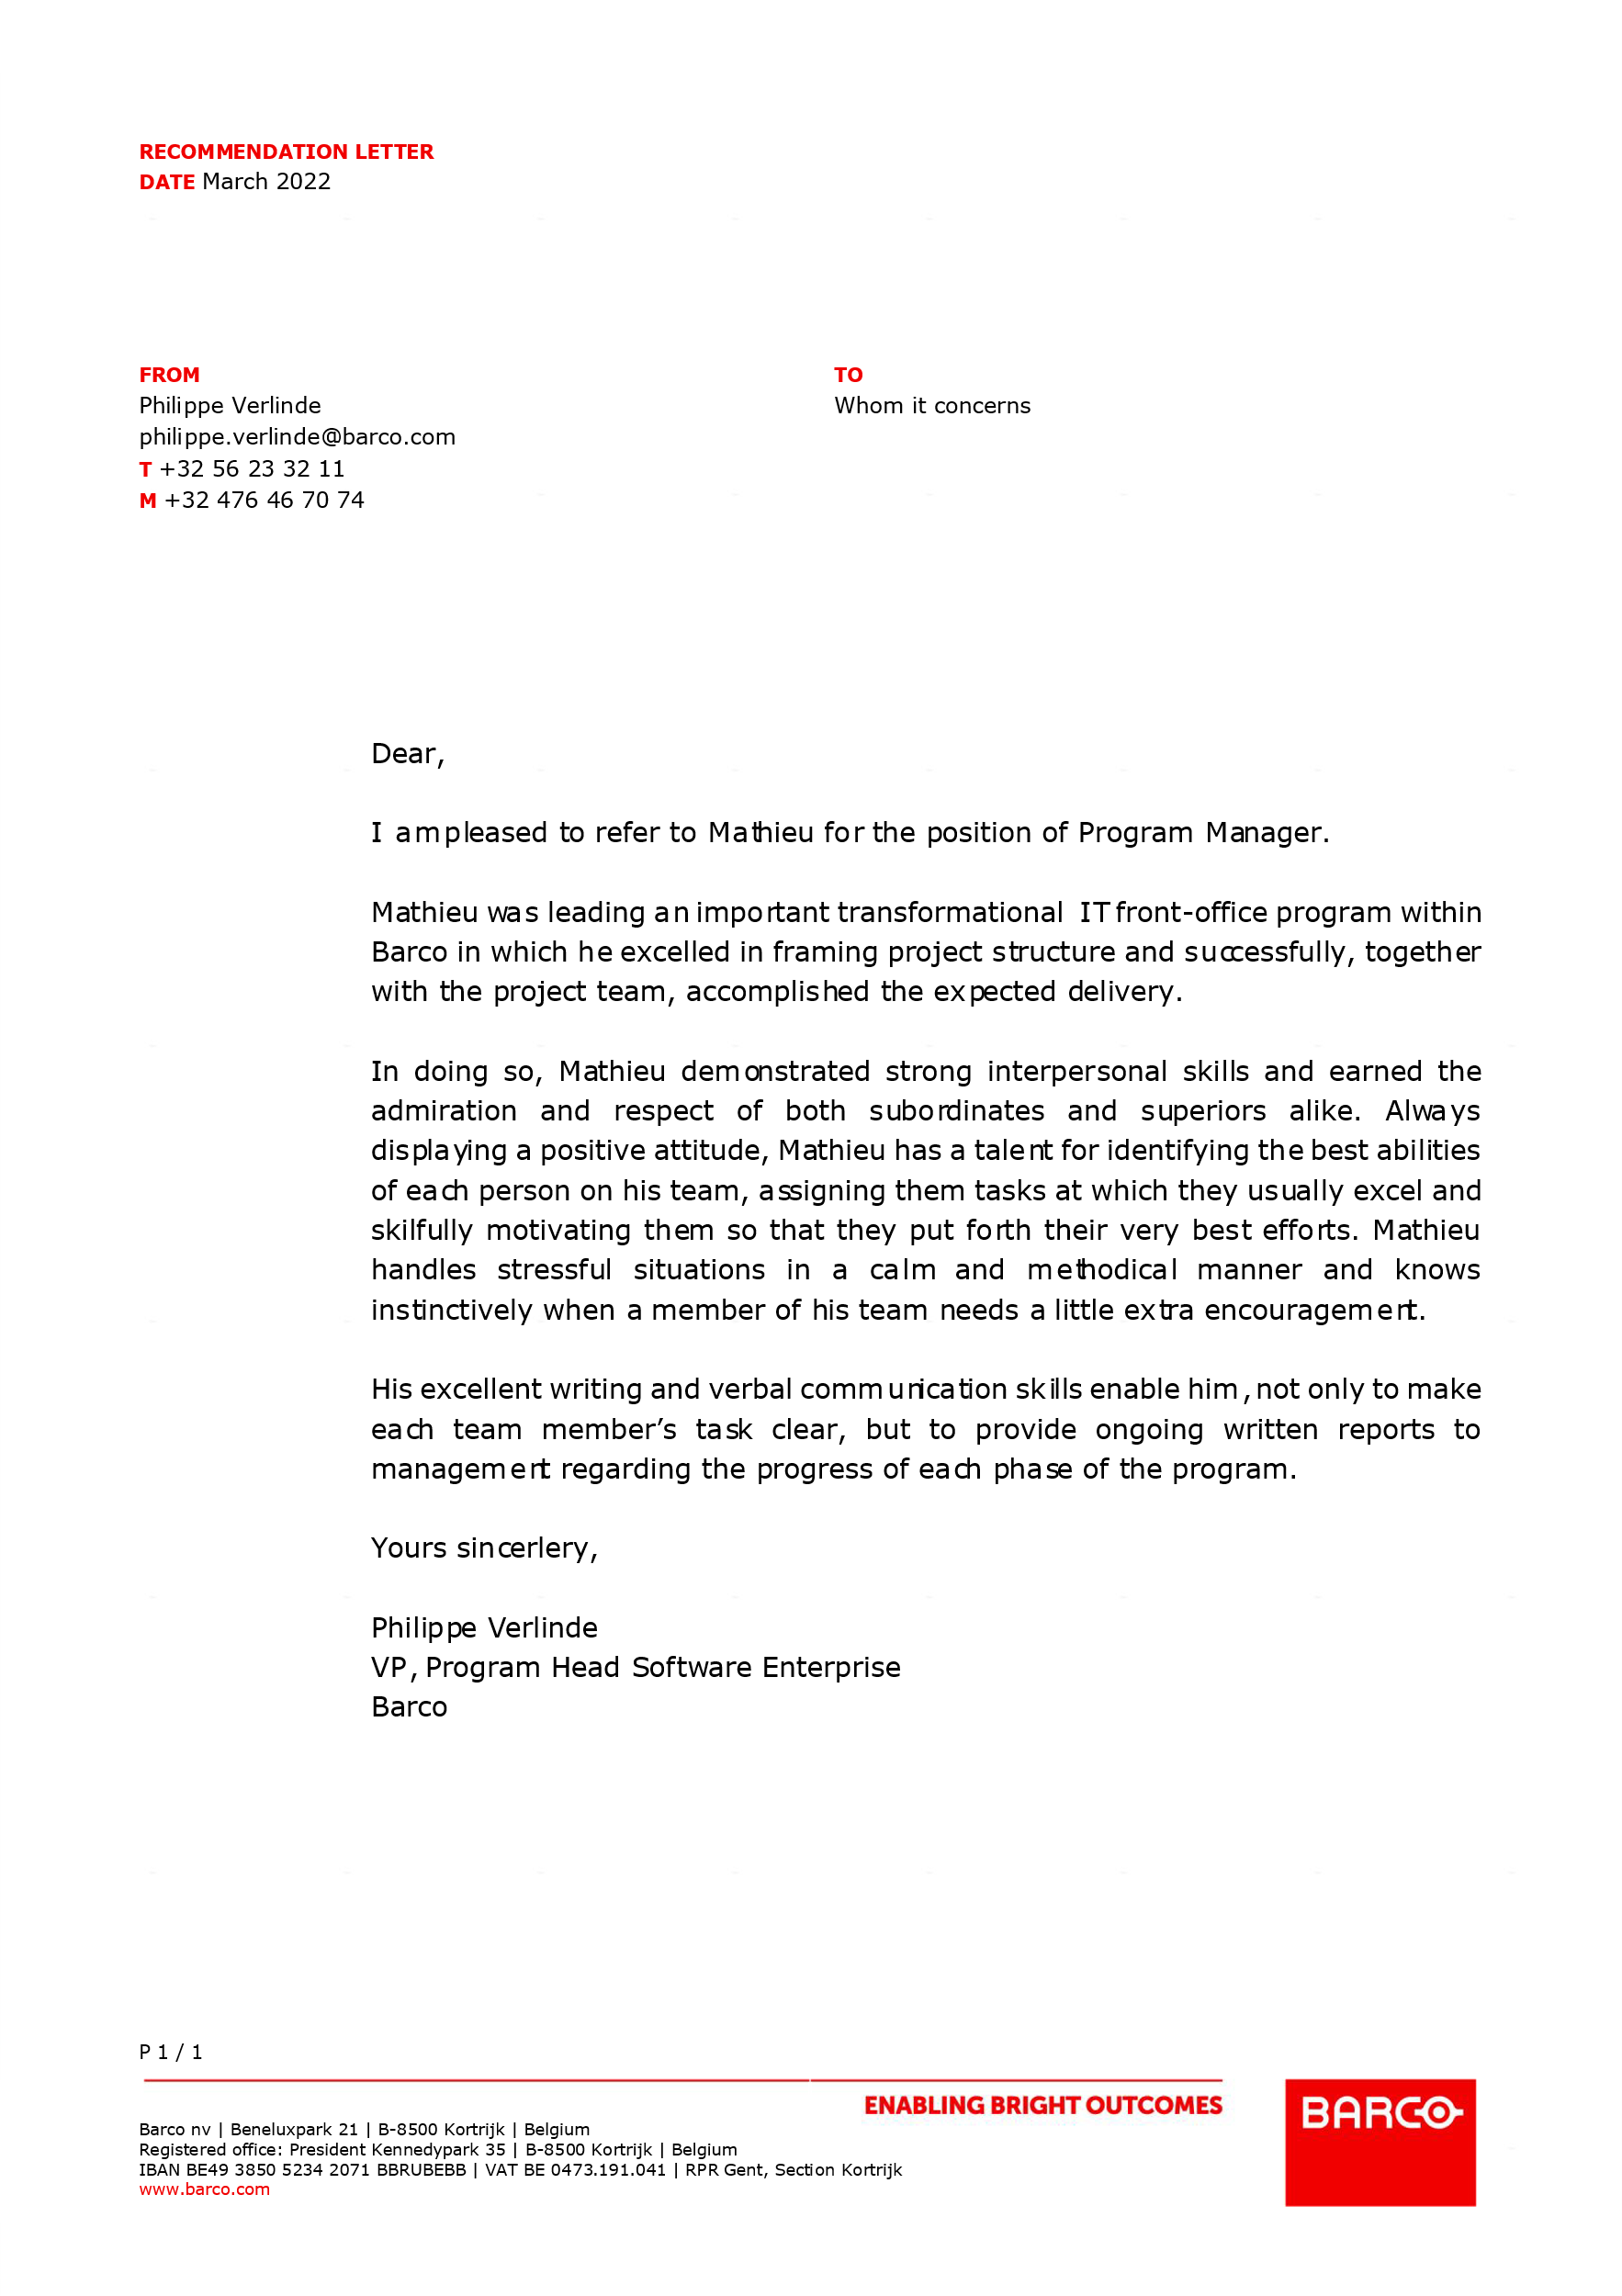 RECOMMENDATION LETTER
DATE March 2022
FROM
Philippe Verlinde
philippe.verlinde@barco.com
T +32 56 23 32 11
M +32 476 46 70 74
TO
Whom it concerns
Dear,
I am pleased to refer to Mathieu for the position of Program Manager.
Mathieu was leading an important transformational IT front-office program within
Barco in which he excelled in framing project structure and successfully, together
with the project team, accomplished the expected delivery.
In doing so, Mathieu demonstrated strong interpersonal skills and earned the
admiration and respect of both subordinates and superiors alike. Always
displaying a positive attitude, Mathieu has a talent for identifying the best abilities
of each person on his team, assigning them tasks at which they usually excel and
skilfully motivating them so that they put forth their very best efforts. Mathieu
handles stressful situations in a calm and methodical manner and knows
instinctively when a member of his team needs a little extra encouragement.
His excellent writing and verbal communication skills enable him, not only to make
each team member’s task clear, but to provide ongoing written reports to
management regarding the progress of each phase of the program.
Yours sincerlery,
Philippe Verlinde
VP, Program Head Software Enterprise
Barco
P 1 / 1
ENABLING BRIGHT OUTCOMES
BARCO
Barco nv | Beneluxpark 21 | B-8500 Kortrijk | Belgium
Registered office: President Kennedypark 35 | B-8500 Kortrijk | Belgium
IBAN BE49 3850 5234 2071 BBRUBEBB | VAT BE 0473.191.041 | RPR Gent, Section Kortrijk
www.barco.com